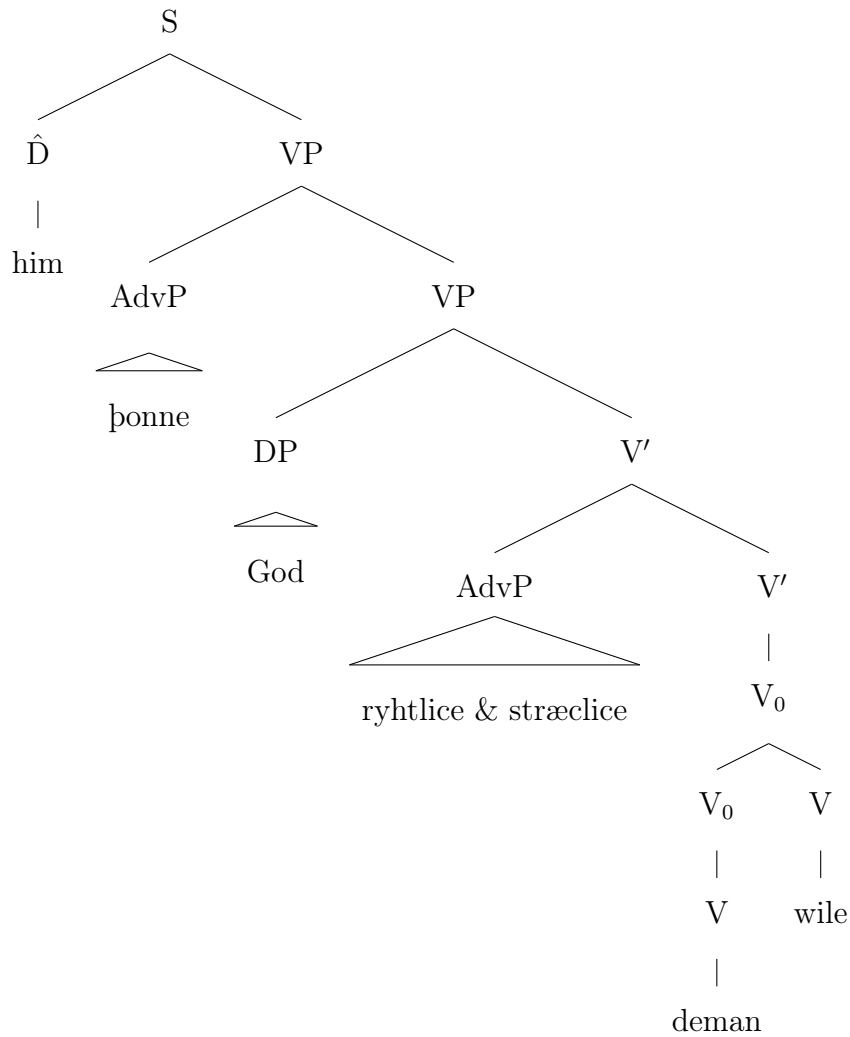 S
D̂ VP
him
AdvP VP
þonne
DP V′
God
AdvP V′
ryhtlice & stræclice
V₀
V₀ V
V wile
deman